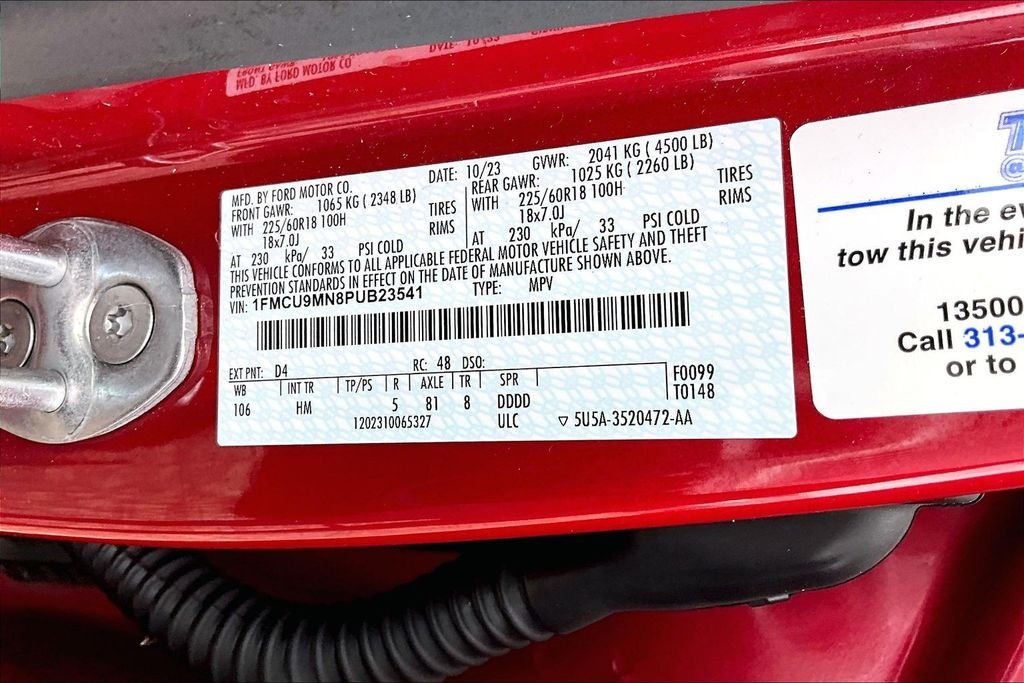 MFD. BY FORD MOTOR CO.
DATE: 10/23 GVWR: 2041 KG ( 4500 LB)
FRONT GAWR: 1065 KG ( 2348 LB)
WITH 225/60R18 100H TIRES
18x7.0J RIMS
AT 230 kPa/ 33 PSI COLD
REAR GAWR: 1025 KG ( 2260 LB)
WITH 225/60R18 100H TIRES
18x7.0J RIMS
AT 230 kPa/ 33 PSI COLD
THIS VEHICLE CONFORMS TO ALL APPLICABLE FEDERAL MOTOR VEHICLE SAFETY AND THEFT
PREVENTION STANDARDS IN EFFECT ON THE DATE OF MANUFACTURE SHOWN ABOVE.
VIN: 1FMCU9MN8PUB23541 TYPE: MPV
EXT PNT: D4 RC: 48 DSO:
WB INT TR TP/PS R AXLE TR SPR F0099
106 HM 5 81 8 DDDD T0148
1202310065327 ULC ▽ 5U5A-3520472-AA
In the
tow this
13500
Call 313-
or to
MFD. BY FORD MOTOR CO.